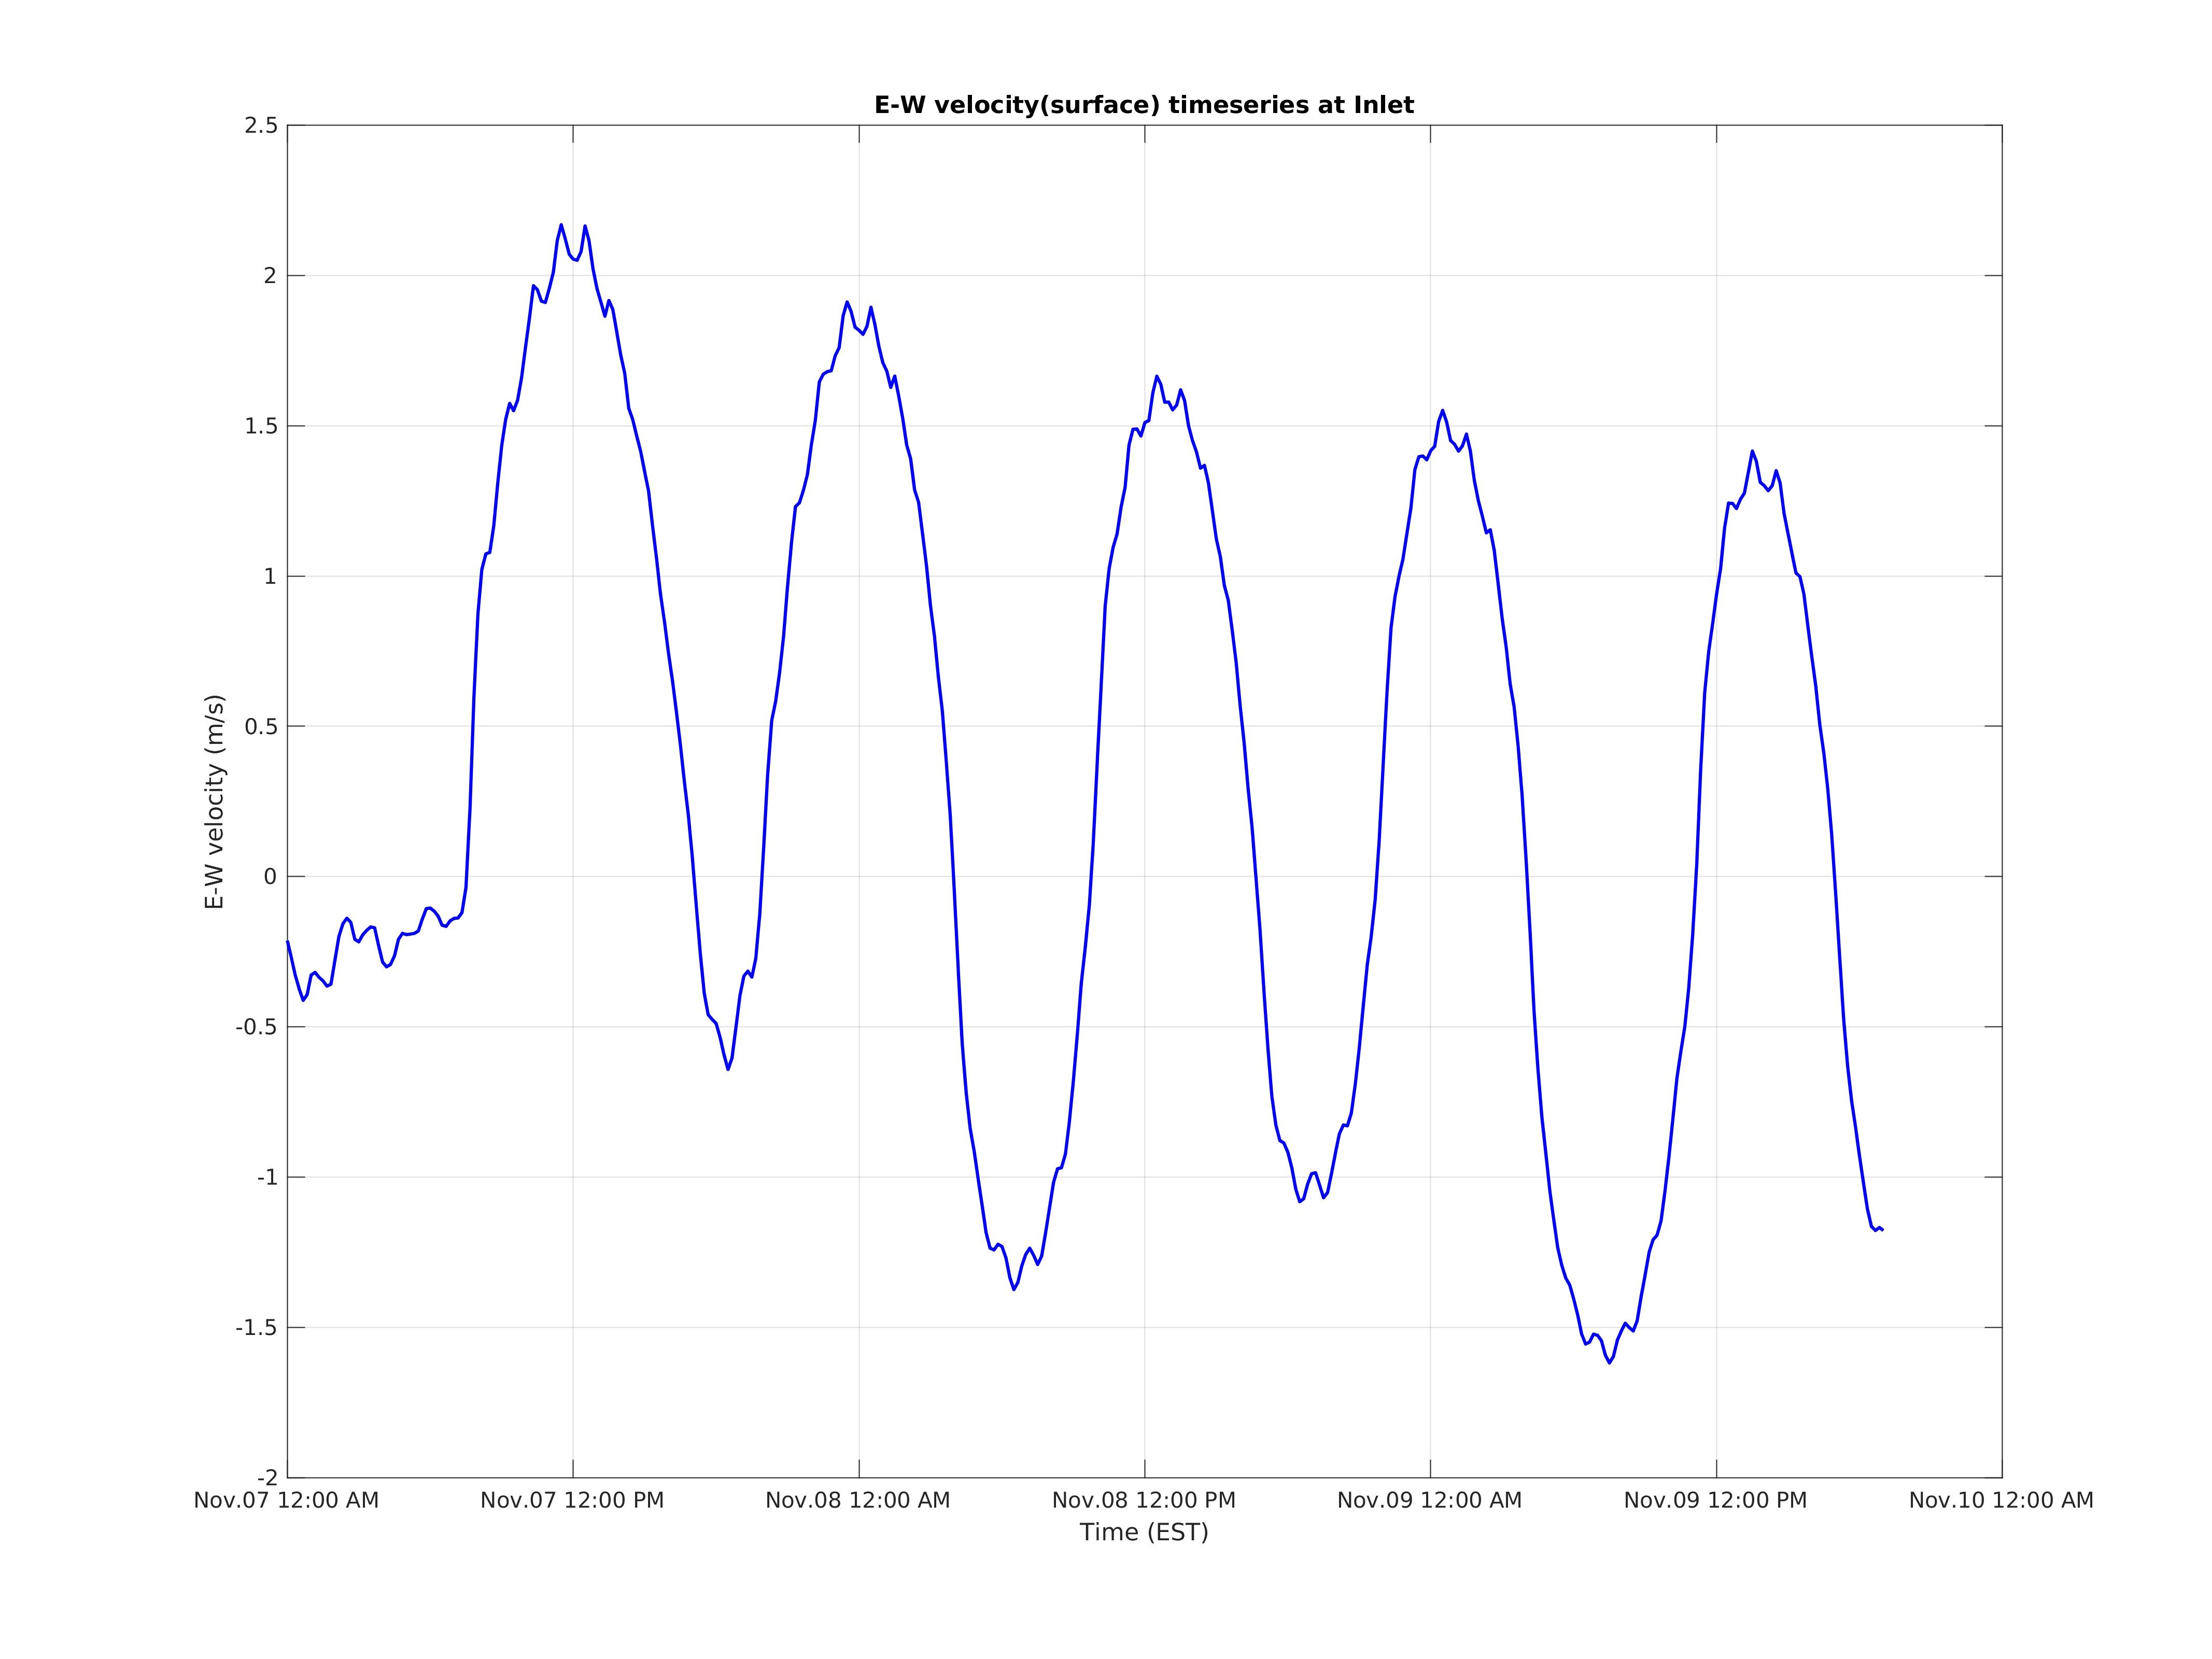 E-W velocity(surface) timeseries at Inlet
2.5
2
1.5
1
0.5
0
-0.5
-1
-1.5
-2
E-W velocity (m/s)
Nov.07 12:00 AM
Nov.07 12:00 PM
Nov.08 12:00 AM
Nov.08 12:00 PM
Nov.09 12:00 AM
Nov.09 12:00 PM
Nov.10 12:00 AM
Time (EST)